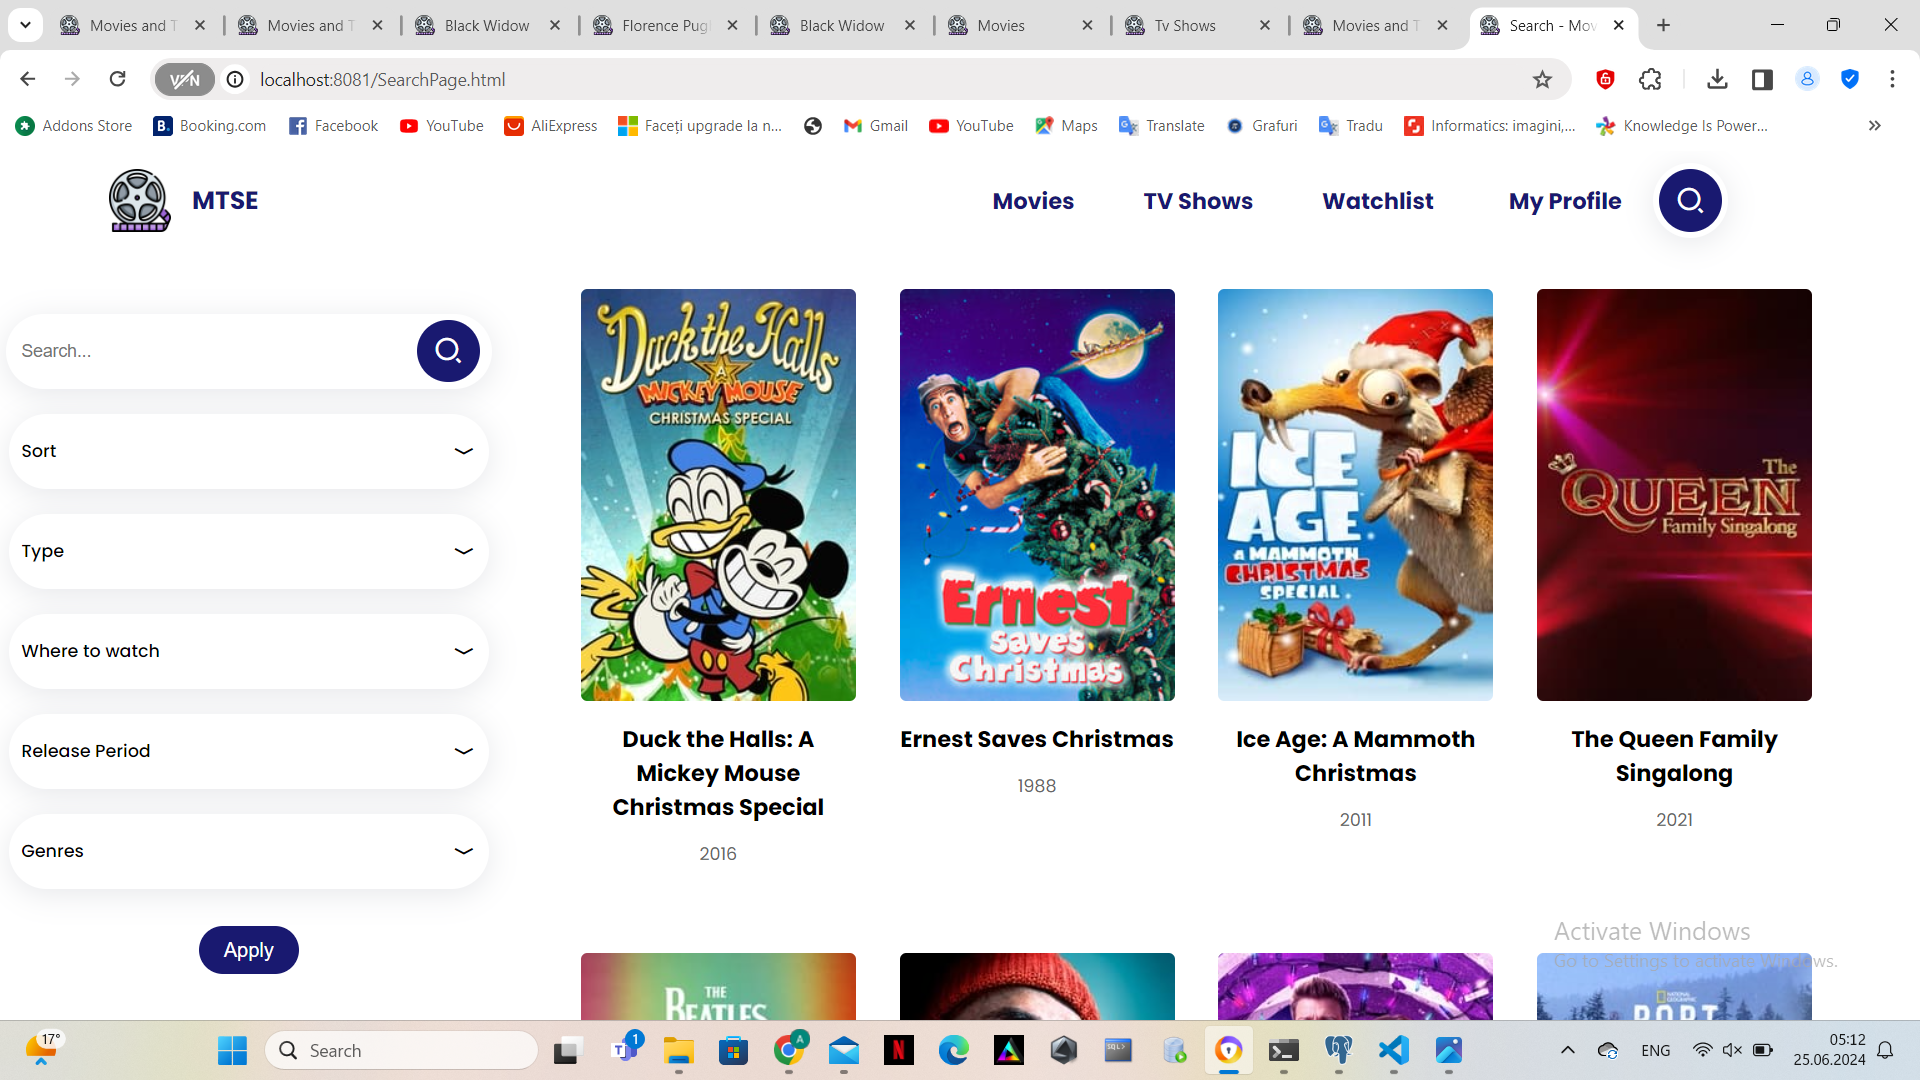 Movies and T
Movies and T
Black Widow
Florence Pug
Black Widow
Movies
Tv Shows
Movies and T
Search - Mov
VPN
localhost:8081/SearchPage.html
Addons Store
B. Booking.com
Facebook
YouTube
AliExpress
Faceți upgrade la n...
Gmail
YouTube
Maps
Translate
Grafuri
Tradu
Informatics: imagini,...
Knowledge Is Power...
MTSE
Movies
TV Shows
Watchlist
My Profile
Search...
Sort
Type
Where to watch
Release Period
Genres
Apply
Duck the Halls
A
MICKEY MOUSE
CHRISTMAS SPECIAL
Duck the Halls: A
Mickey Mouse
Christmas Special
2016
Ernest
saves
Christmas
Ernest Saves Christmas
1988
ICE
AGE
A MAMMOTH
CHRISTMAS
SPECIAL
Ice Age: A Mammoth
Christmas
2011
The
QUEEN
Family Singalong
The Queen Family
Singalong
2021
THE
BEATLES
NATIONAL
GEOGRAPHIC
PORT
Activate Windows
Go to Settings to activate Windows.
17°
Search
1
A
N
SQL>
ENG
05:12
25.06.2024